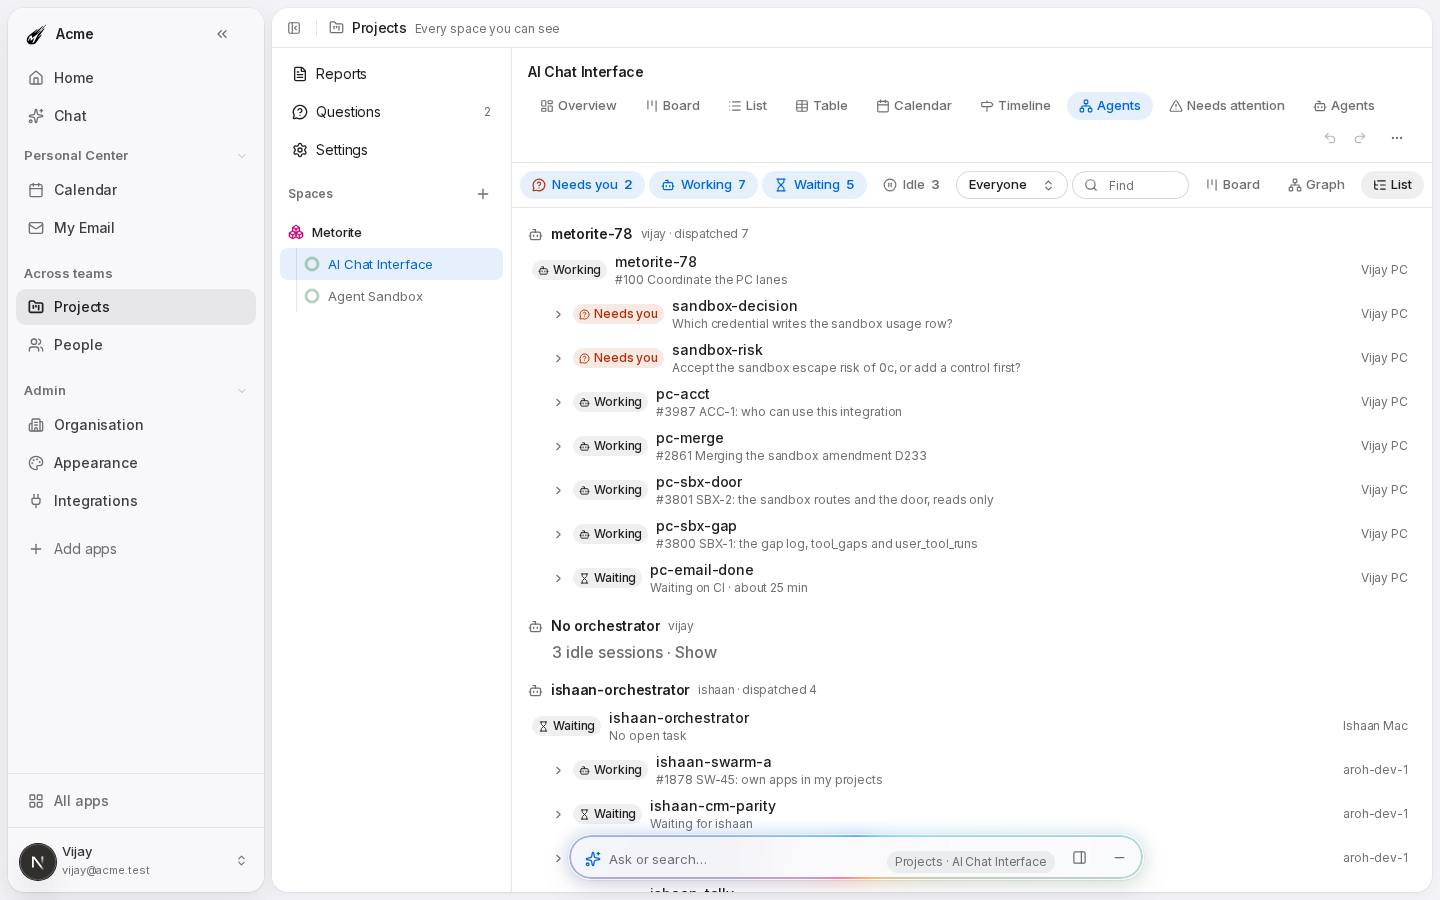 Acme
Home
Chat
Personal Center
Calendar
My Email
Across teams
Projects
People
Admin
Organisation
Appearance
Integrations
Add apps
All apps
N
Vijay
vijay@acme.test
Projects Every space you can see
Reports
Questions 2
Settings
Spaces
Metorite
AI Chat Interface
Agent Sandbox
AI Chat Interface
Overview Board List Table Calendar Timeline Agents Needs attention Agents
Needs you 2 Working 7 Waiting 5 Idle 3 Everyone Find Board Graph List
metorite-78 vijay · dispatched 7
Working metorite-78 Vijay PC
#100 Coordinate the PC lanes
Needs you sandbox-decision Vijay PC
Which credential writes the sandbox usage row?
Needs you sandbox-risk Vijay PC
Accept the sandbox escape risk of 0c, or add a control first?
Working pc-acct Vijay PC
#3987 ACC-1: who can use this integration
Working pc-merge Vijay PC
#2861 Merging the sandbox amendment D233
Working pc-sbx-door Vijay PC
#3801 SBX-2: the sandbox routes and the door, reads only
Working pc-sbx-gap Vijay PC
#3800 SBX-1: the gap log, tool_gaps and user_tool_runs
Waiting pc-email-done Vijay PC
Waiting on CI · about 25 min
No orchestrator vijay
3 idle sessions · Show
ishaan-orchestrator ishaan · dispatched 4
Waiting ishaan-orchestrator Ishaan Mac
No open task
Working ishaan-swarm-a aroh-dev-1
#1878 SW-45: own apps in my projects
Waiting ishaan-crm-parity aroh-dev-1
Waiting for ishaan
Ask or search... Projects · AI Chat Interface aroh-dev-1